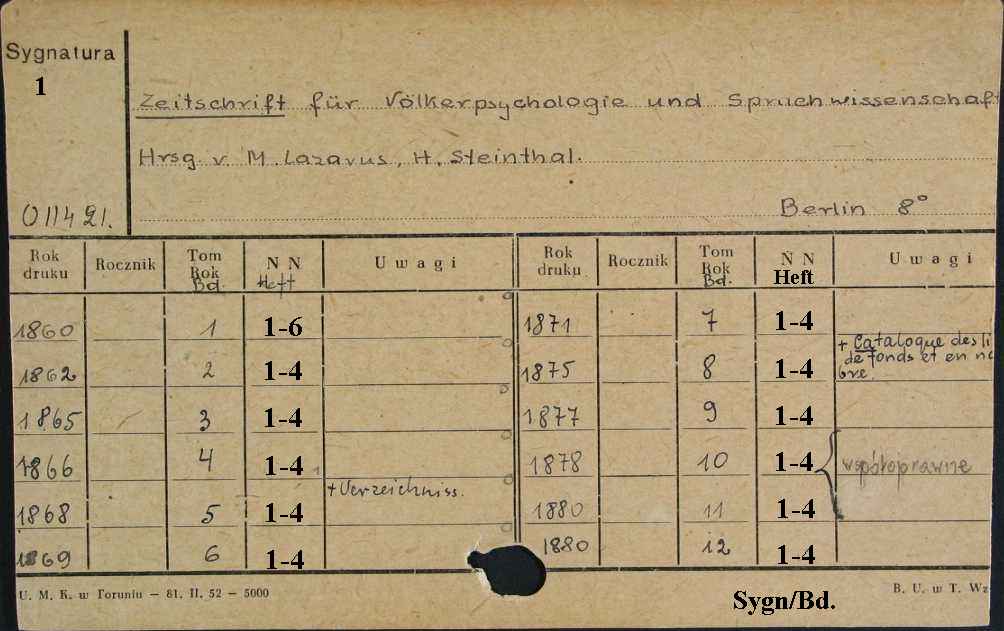 Sygnatura
1
Zeitschrift für Völkerpsychologie und Spruchwissenschaft
Hrsg v. M. Lazarus, H. Steinthal.
011421.
Berlin 8°
Rok druku Rocznik Tom Rok Bd. N N Heft Uwagi Rok druku Rocznik Tom Rok Bd. N N Heft Uwagi
1860 1 1-6 1871 7 1-4
1862 2 1-4 1875 8 1-4 + Catalogue des li
de fonds et en no
bre.
1865 3 1-4 1877 9 1-4
1866 4 1-4 1878 10 1-4 współoprawne
+ Verzeichniss.
1868 5 1-4 1880 11 1-4
1869 6 1-4 1880 12 1-4
U. M. K. w Toruniu — 81. II. 52 — 5000
B. U. w T. Wz
Sygn/Bd.